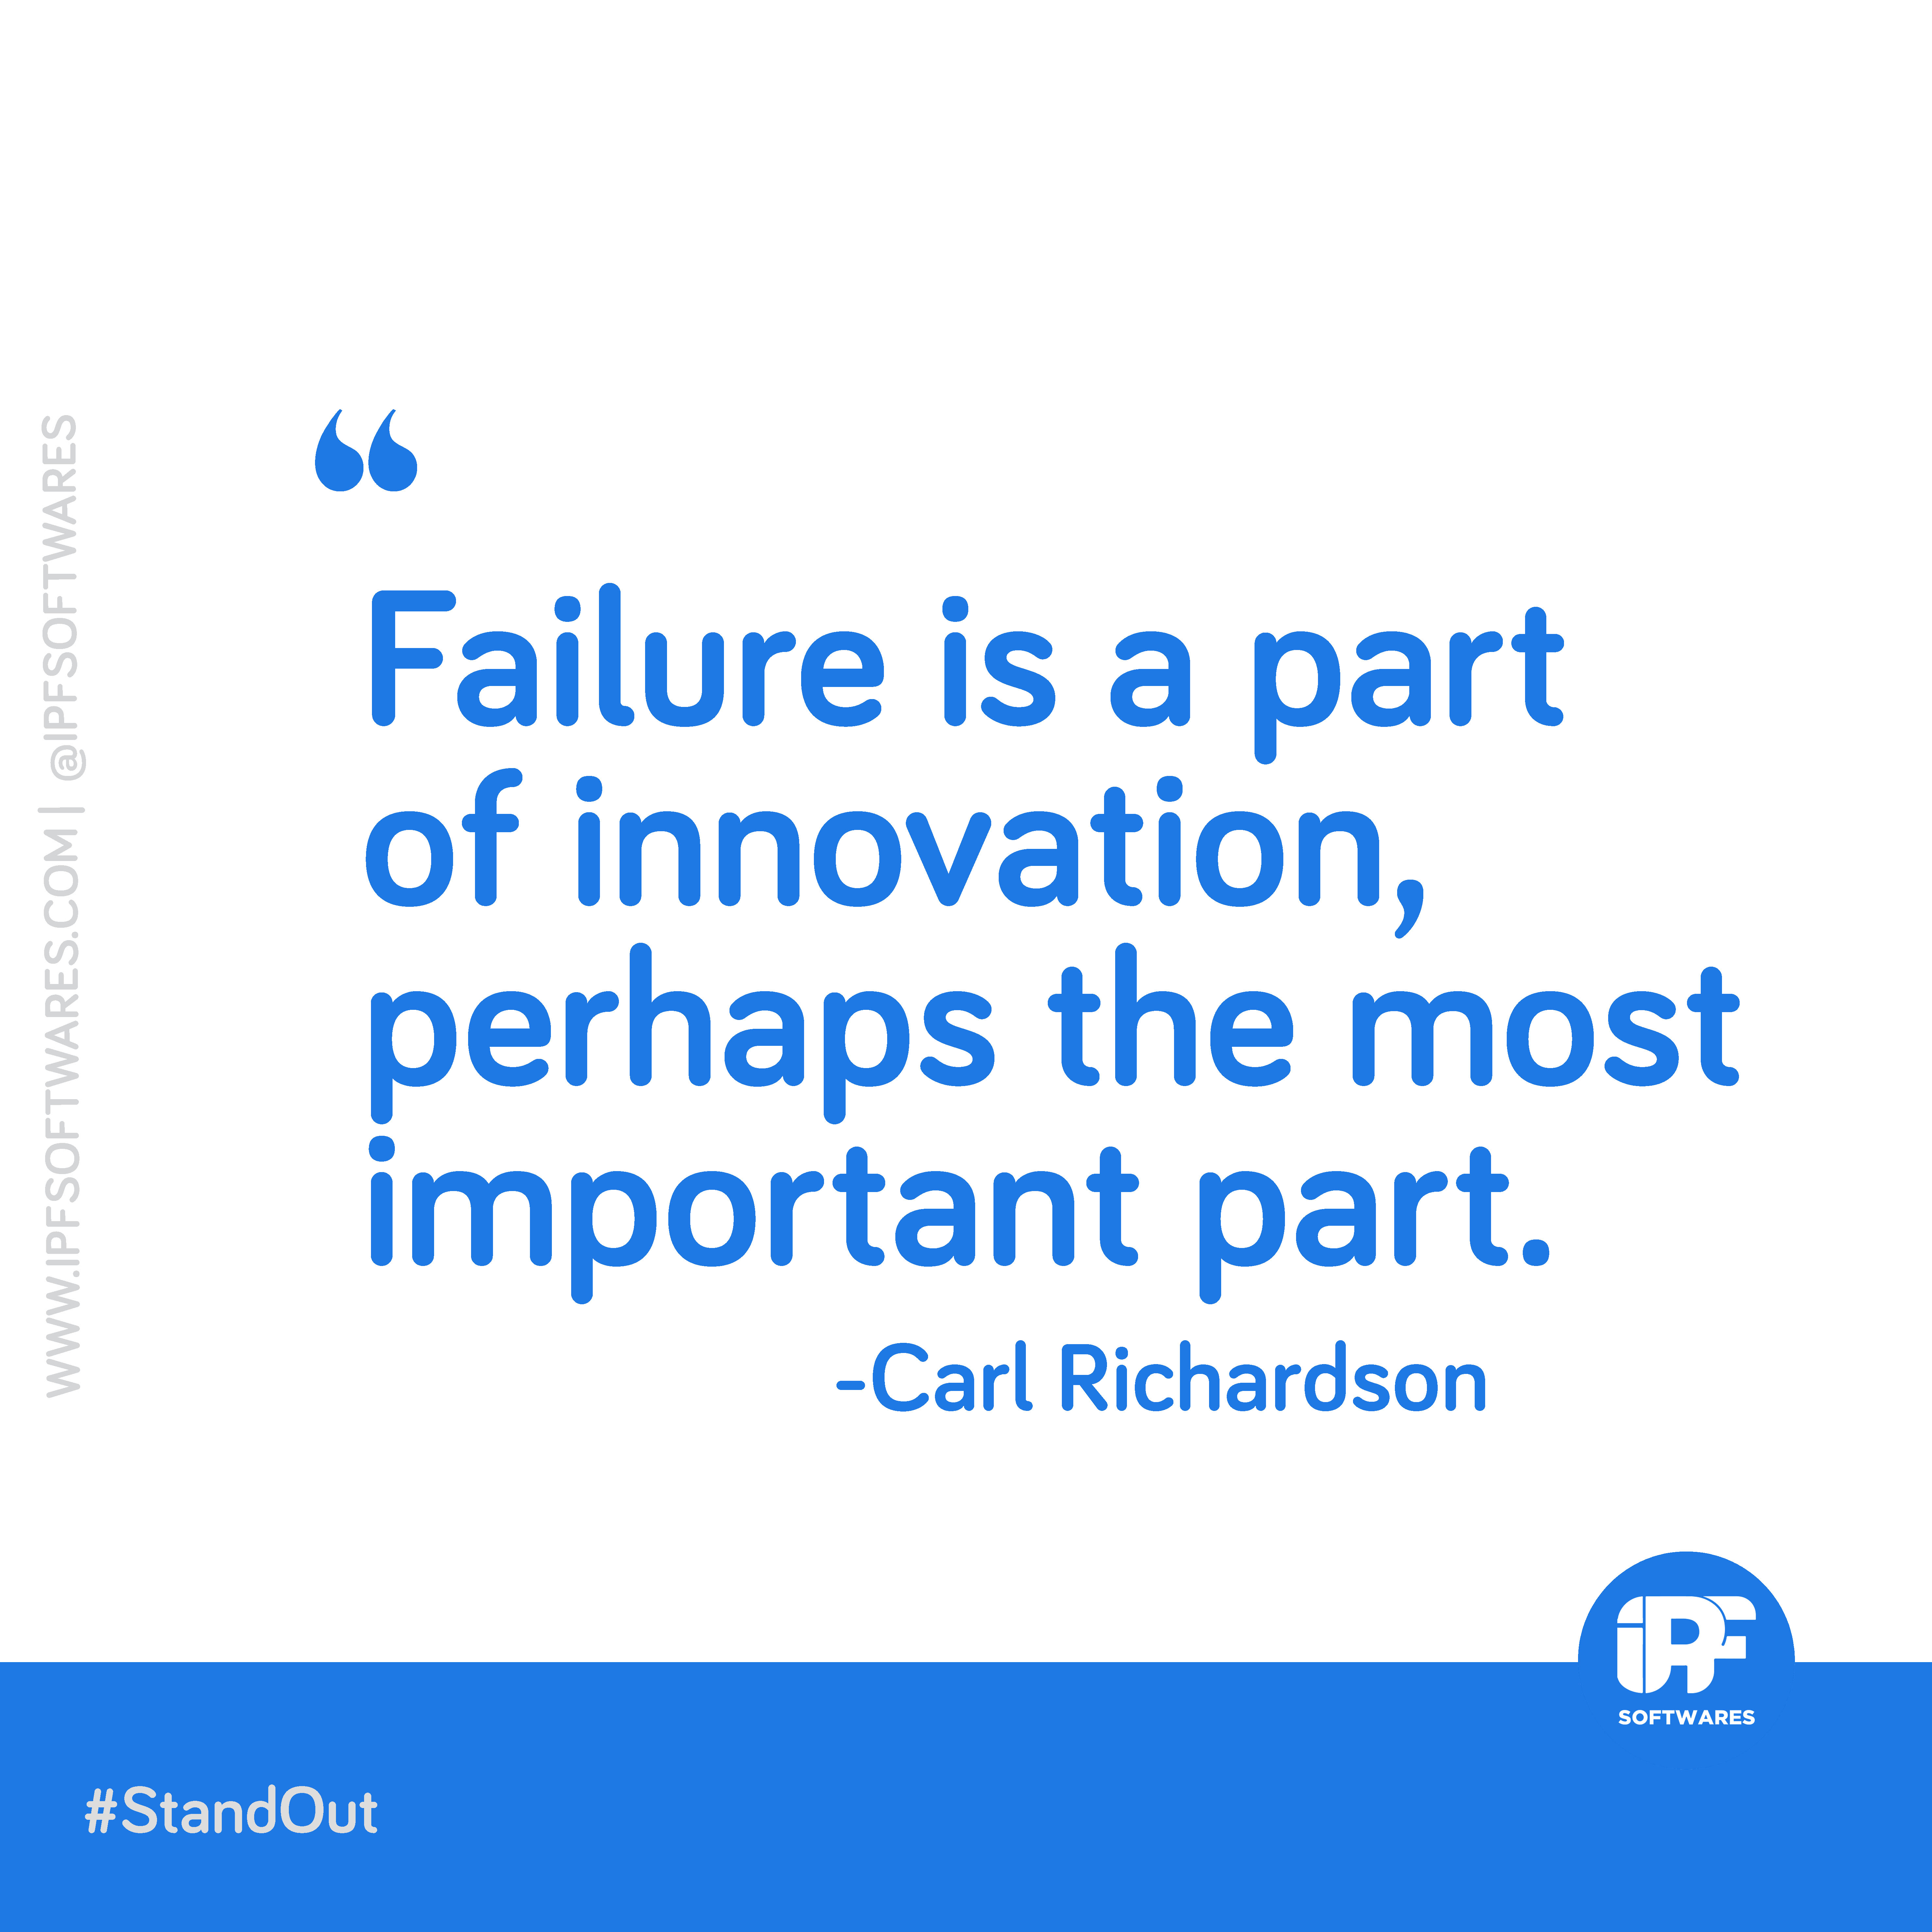 WWW.IPFSOFTWARES.COM | @IPFSOFTWARES
“
Failure is a part
of innovation,
perhaps the most
important part.
-Carl Richardson
iPF
SOFTWARES
#StandOut